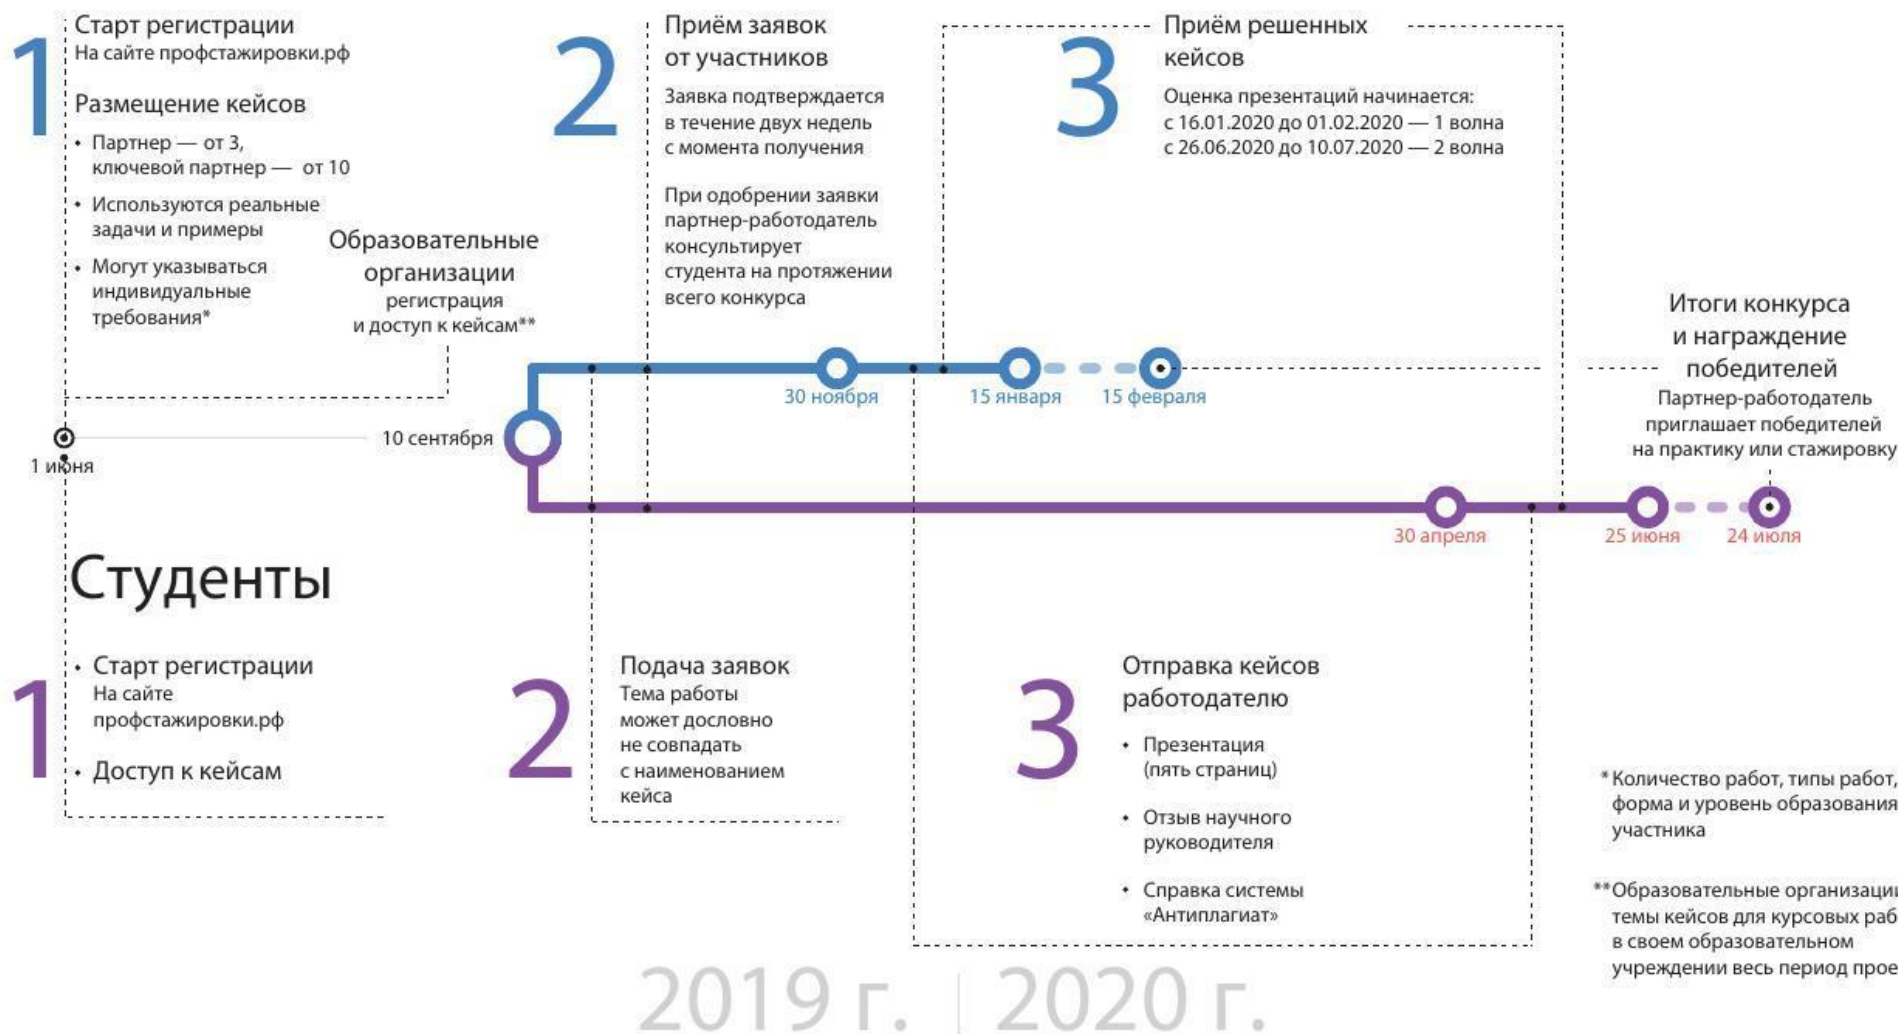 1
Старт регистрации
На сайте профстажировки.рф
Размещение кейсов
• Партнер — от 3,
ключевой партнер — от 10
• Используются реальные
задачи и примеры
• Могут указываться
индивидуальные
требования*
Образовательные
организации
регистрация
и доступ к кейсам**
2
Приём заявок
от участников
Заявка подтверждается
в течение двух недель
с момента получения
При одобрении заявки
партнер-работодатель
консультирует
студента на протяжении
всего конкурса
3
Приём решенных
кейсов
Оценка презентаций начинается:
с 16.01.2020 до 01.02.2020 — 1 волна
с 26.06.2020 до 10.07.2020 — 2 волна
Итоги конкурса
и награждение
победителей
Партнер-работодатель
приглашает победителей
на практику или стажировку
30 ноября
15 января
15 февраля
10 сентября
1 июня
30 апреля
25 июня
24 июля
Студенты
1
• Старт регистрации
На сайте
профстажировки.рф
• Доступ к кейсам
2
Подача заявок
Тема работы
может дословно
не совпадать
с наименованием
кейса
3
Отправка кейсов
работодателю
• Презентация
(пять страниц)
• Отзыв научного
руководителя
• Справка системы
«Антиплагиат»
* Количество работ, типы работ,
форма и уровень образования
участника
**Образовательные организации
темы кейсов для курсовых раб
в своем образовательном
учреждении весь период прое
2019 г. | 2020 г.